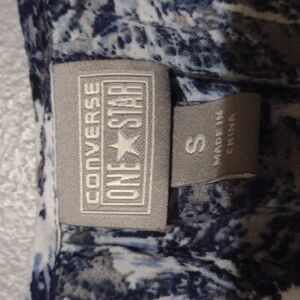 CONVERSE
ONE ★ STAR
S
MADE IN
CHINA